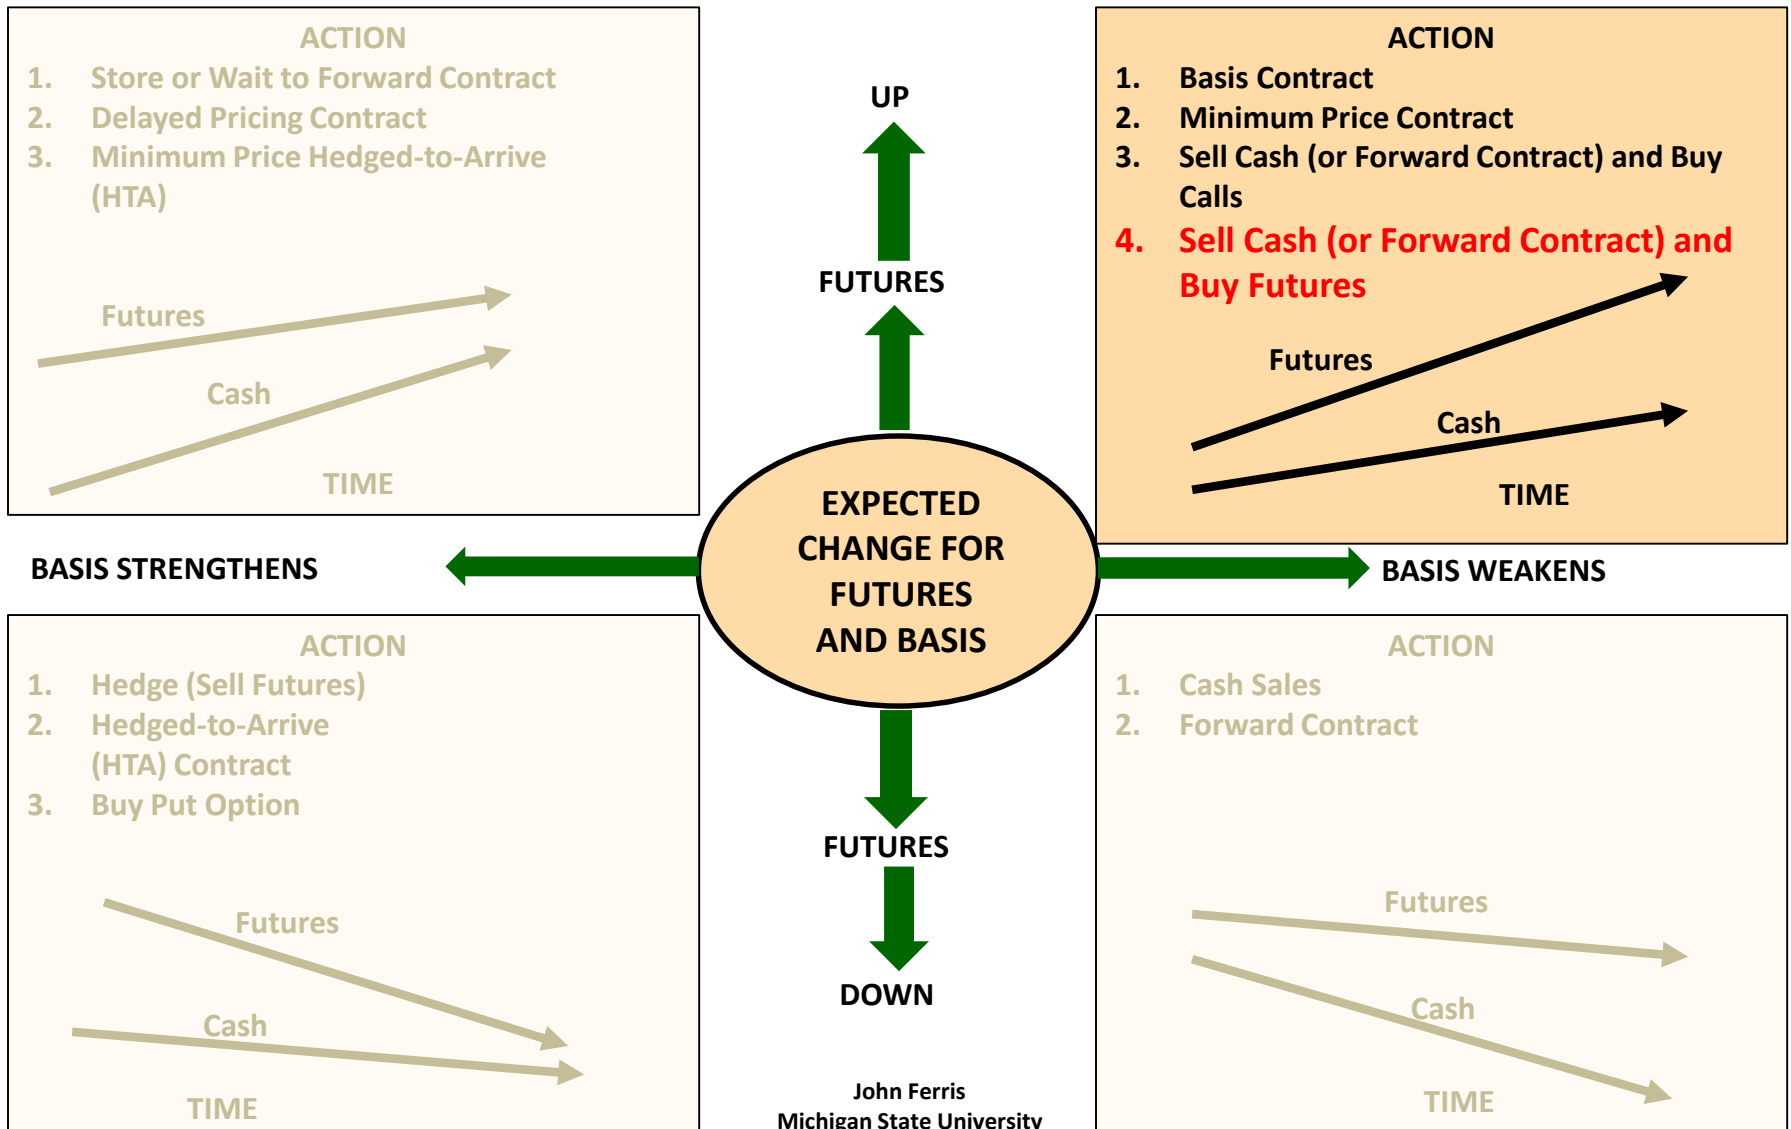 ACTION
1. Store or Wait to Forward Contract
2. Delayed Pricing Contract
3. Minimum Price Hedged-to-Arrive
(HTA)
Futures
Cash
TIME
UP
FUTURES
ACTION
1. Basis Contract
2. Minimum Price Contract
3. Sell Cash (or Forward Contract) and Buy
Calls
4. Sell Cash (or Forward Contract) and
Buy Futures
Futures
Cash
TIME
BASIS STRENGTHENS
EXPECTED
CHANGE FOR
FUTURES
AND BASIS
BASIS WEAKENS
ACTION
1. Hedge (Sell Futures)
2. Hedged-to-Arrive
(HTA) Contract
3. Buy Put Option
Futures
Cash
TIME
FUTURES
DOWN
John Ferris
Michigan State University
ACTION
1. Cash Sales
2. Forward Contract
Futures
Cash
TIME